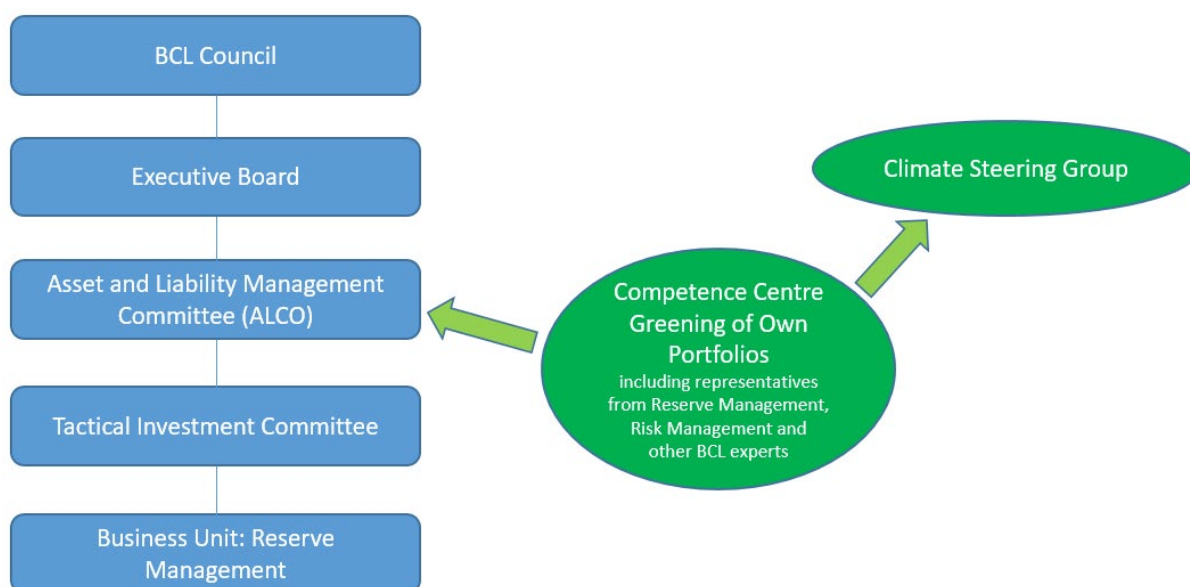 BCL Council
Executive Board
Asset and Liability Management
Committee (ALCO)
Tactical Investment Committee
Business Unit: Reserve
Management
Competence Centre
Greening of Own
Portfolios
including representatives
from Reserve Management,
Risk Management and
other BCL experts
Climate Steering Group